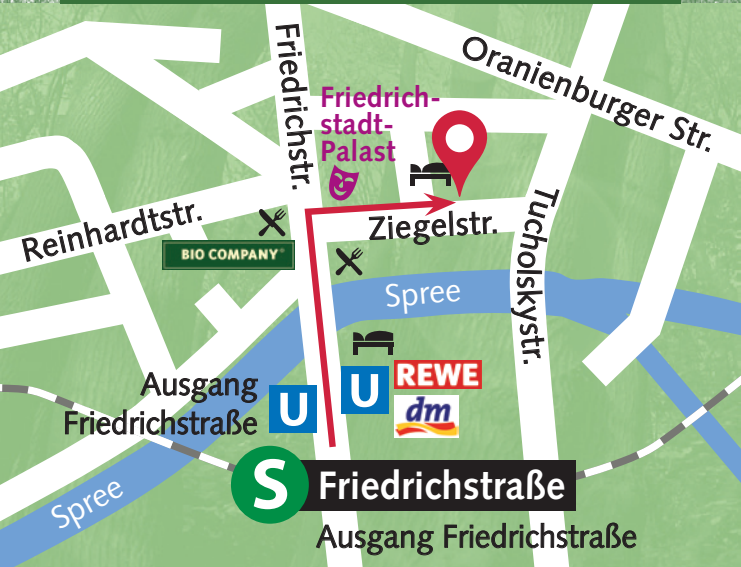 Friedrichstr.
Oranienburger Str.
Friedrich-
stadt-
Palast
Reinhardtstr.
BIO COMPANY®
Ziegelstr.
Tucholskystr.
Spree
Ausgang
Friedrichstraße
U
U
REWE
dm
Spree
S
Friedrichstraße
Ausgang Friedrichstraße